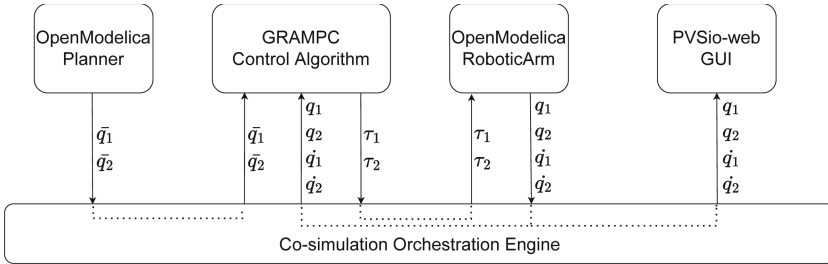 OpenModelica
Planner
GRAMPC
Control Algorithm
OpenModelica
RoboticArm
PVSio-web
GUI
q̄₁
q̄₂
q̄₁
q̄₂
q₁
q₂
q̇₁
q̇₂
τ₁
τ₂
τ₁
τ₂
q₁
q₂
q̇₁
q̇₂
q₁
q₂
q̇₁
q̇₂
Co-simulation Orchestration Engine